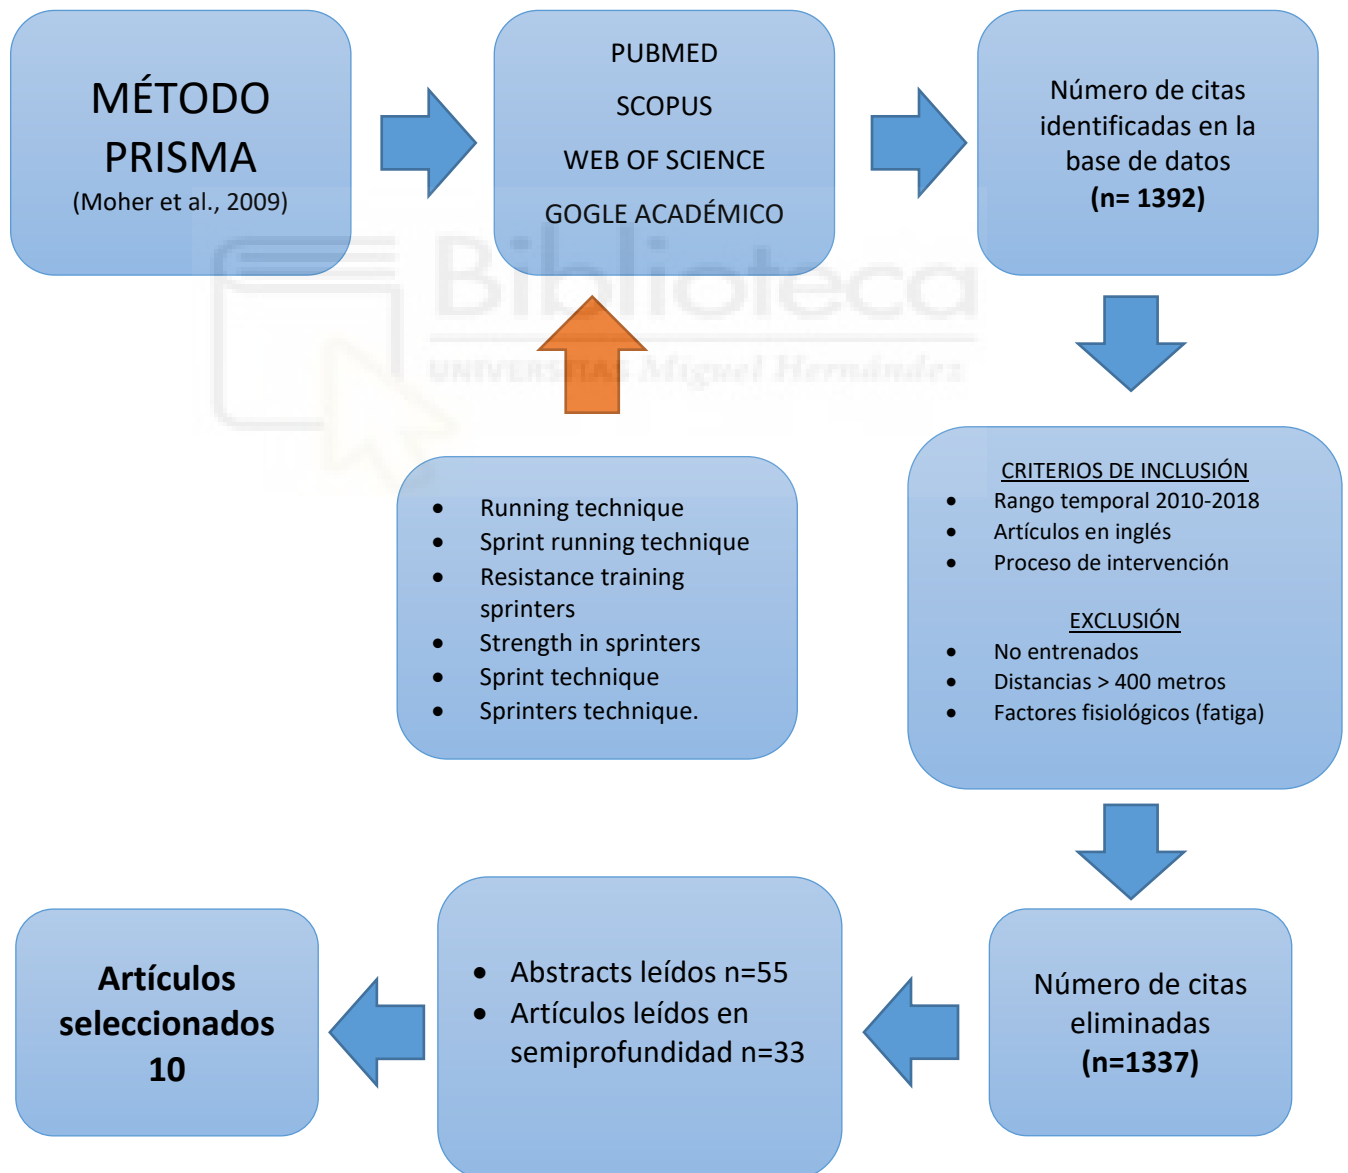 MÉTODO
PRISMA
(Moher et al., 2009)
PUBMED
SCOPUS
WEB OF SCIENCE
GOGLE ACADÉMICO
Número de citas
identificadas en la
base de datos
(n= 1392)
Biblioteca
UNIVERSITAS Miguel Hernández
• Running technique
• Sprint running technique
• Resistance training
sprinters
• Strength in sprinters
• Sprint technique
• Sprinters technique.
CRITERIOS DE INCLUSIÓN
• Rango temporal 2010-2018
• Artículos en inglés
• Proceso de intervención
EXCLUSIÓN
• No entrenados
• Distancias > 400 metros
• Factores fisiológicos (fatiga)
Número de citas
eliminadas
(n=1337)
• Abstracts leídos n=55
• Artículos leídos en
semiprofundidad n=33
Artículos
seleccionados
10